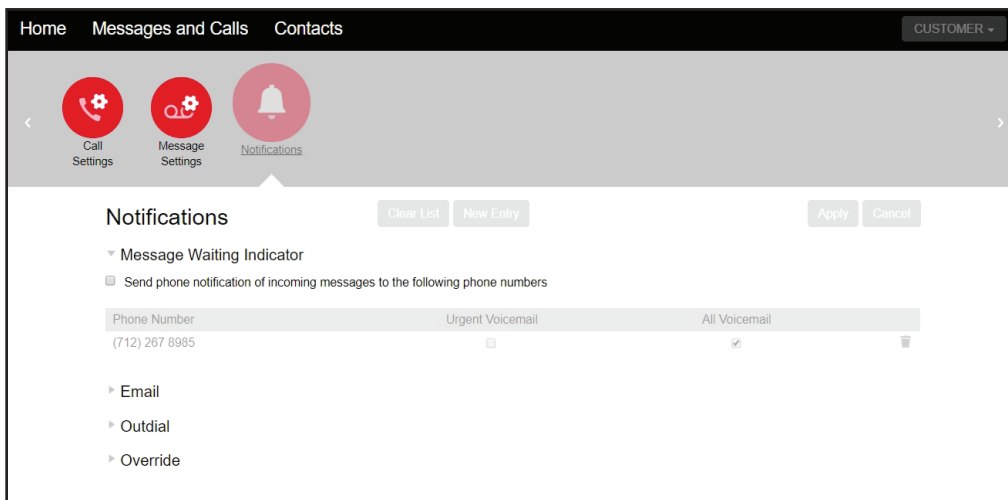 Home Messages and Calls Contacts CUSTOMER
Call Settings
Message Settings
Notifications
Notifications Clear List New Entry Apply Cancel
Message Waiting Indicator
Send phone notification of incoming messages to the following phone numbers
Phone Number Urgent Voicemail All Voicemail
(712) 267 8985
Email
Outdial
Override